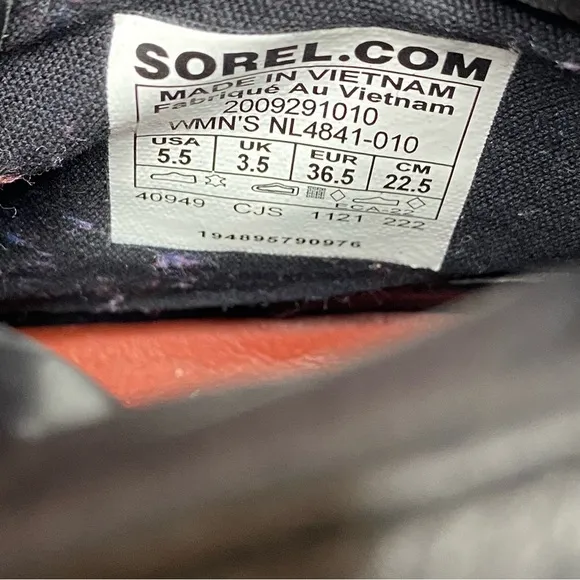 SOREL.COM
MADE IN VIETNAM
Fabriqué Au Vietnam
2009291010
WMN'S NL4841-010
USA UK EUR CM
5.5 3.5 36.5 22.5
40949 CJS 1121 222
194895790976